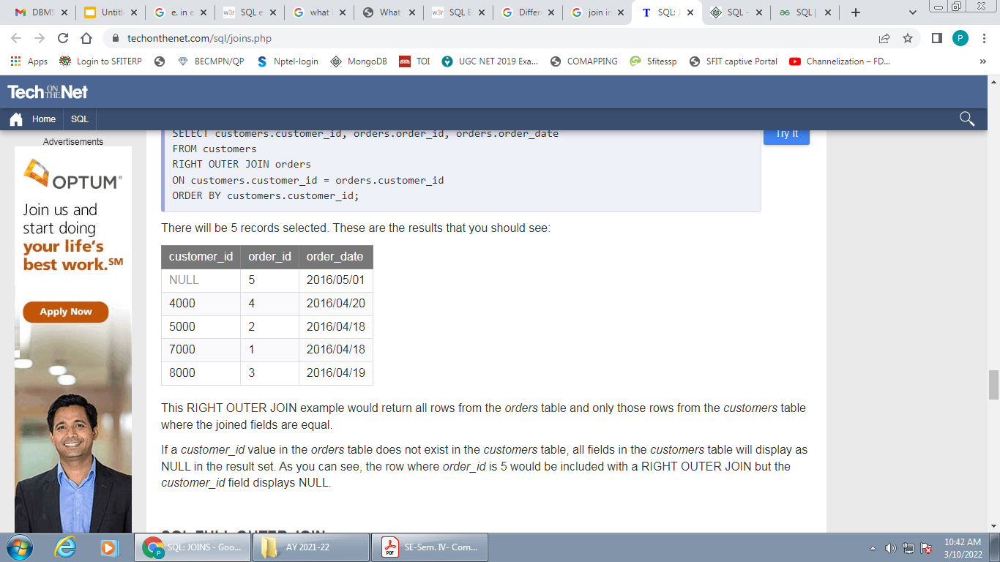 DBMS
Untitl
e. in e
SQL e
what
What
SQL E
Differ
join in
SQL: J
SQL -
SQL |
techonthenet.com/sql/joins.php
P
Apps
Login to SFITERP
BECMPN/QP
Nptel-login
MongoDB
TOI
UGC NET 2019 Exa...
COMAPPING
Sfitessp
SFIT captive Portal
Channelization – FD...
»
Tech ON THE Net
Home
SQL
Advertisements
OPTUM®
Join us and
start doing
your life's
best work.SM
Apply Now
SELECT customers.customer_id, orders.order_id, orders.order_date
FROM customers
RIGHT OUTER JOIN orders
ON customers.customer_id = orders.customer_id
ORDER BY customers.customer_id;
Try It
There will be 5 records selected. These are the results that you should see:
customer_id order_id order_date
NULL 5 2016/05/01
4000 4 2016/04/20
5000 2 2016/04/18
7000 1 2016/04/18
8000 3 2016/04/19
This RIGHT OUTER JOIN example would return all rows from the orders table and only those rows from the customers table
where the joined fields are equal.
If a customer_id value in the orders table does not exist in the customers table, all fields in the customers table will display as
NULL in the result set. As you can see, the row where order_id is 5 would be included with a RIGHT OUTER JOIN but the
customer_id field displays NULL.
SQL FULL OUTER JOIN
SQL: JOINS - Goo...
AY 2021-22
SE-Sem. IV- Com...
10:42 AM
3/10/2022